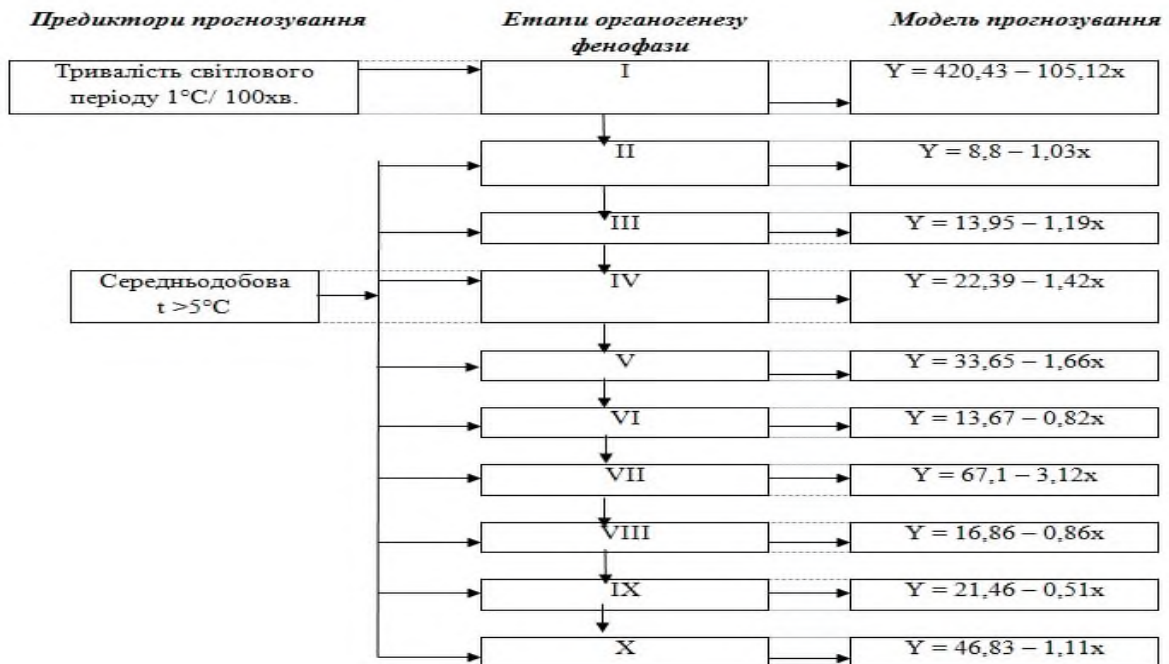 Предиктори прогнозування
Етапи органогенезу
фенофази
Модель прогнозування
Тривалість світлового
періоду 1°С/ 100хв.
I
Y = 420,43 – 105,12x
II
Y = 8,8 – 1,03x
III
Y = 13,95 – 1,19x
Середньодобова
t >5°С
IV
Y = 22,39 – 1,42x
V
Y = 33,65 – 1,66x
VI
Y = 13,67 – 0,82x
VII
Y = 67,1 – 3,12x
VIII
Y = 16,86 – 0,86x
IX
Y = 21,46 – 0,51x
X
Y = 46,83 – 1,11x